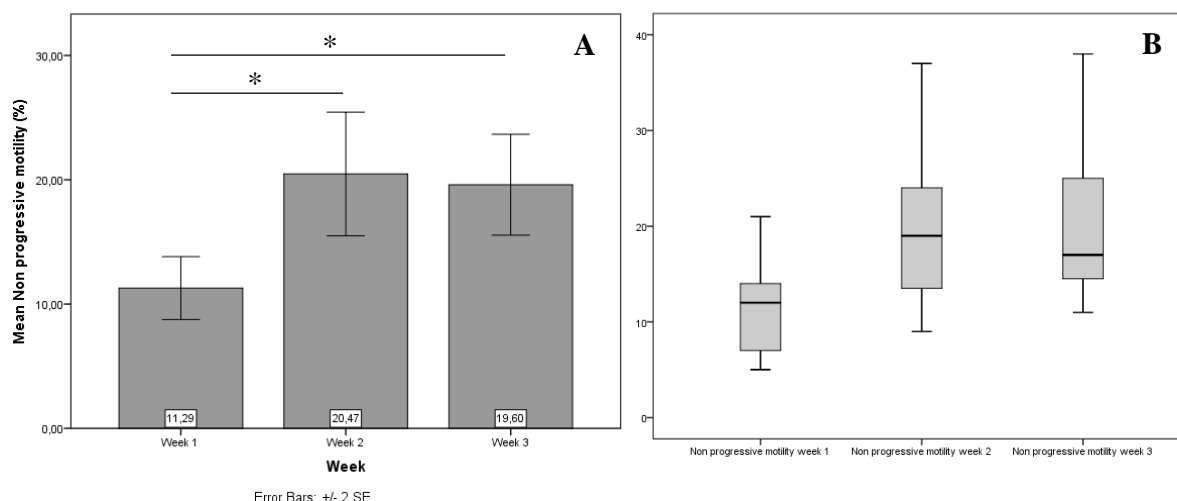 A
Mean Non progressive motility (%)
30,00
20,00
10,00
0,00
*
*
11,29
20,47
19,60
Week 1
Week 2
Week 3
Week
Error Bars: +/- 2 SE
B
40
30
20
10
0
Non progressive motility week 1
Non progressive motility week 2
Non progressive motility week 3